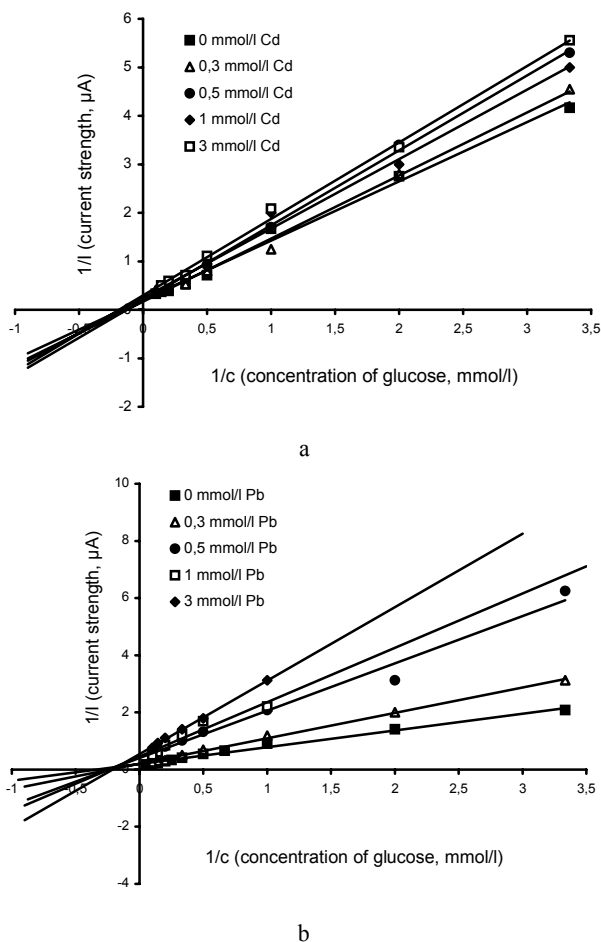 6
5
4
3
2
1
0
-1
-2
-1
-0,5
0
0,5
1
1,5
2
2,5
3
3,5
1/I (current strength, µA)
1/c (concentration of glucose, mmol/l)
0 mmol/l Cd
0,3 mmol/l Cd
0,5 mmol/l Cd
1 mmol/l Cd
3 mmol/l Cd
a
10
8
6
4
2
0
-2
-4
-1
-0,5
0
0,5
1
1,5
2
2,5
3
3,5
1/I (current strength, µA)
1/c (concentration of glucose, mmol/l)
0 mmol/l Pb
0,3 mmol/l Pb
0,5 mmol/l Pb
1 mmol/l Pb
3 mmol/l Pb
b